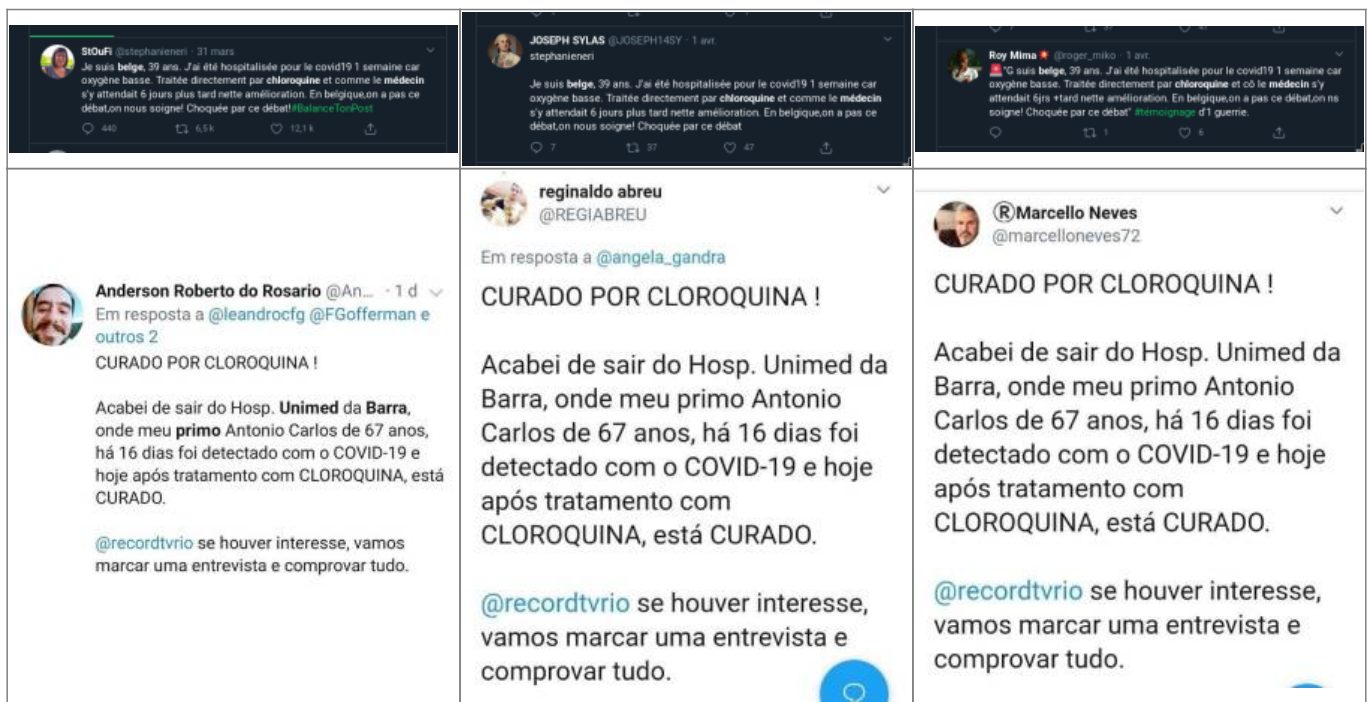 StOuFi @stephanieneri · 31 mars
Je suis belge, 39 ans. J'ai été hospitalisée pour le covid19 1 semaine car
oxygène basse. Traitée directement par chloroquine et comme le médecin
s'y attendait 6 jours plus tard nette amélioration. En belgique,on a pas ce
débat,on nous soigne! Choquée par ce débat!#BalanceTonPost
440 6,5 k 12,1 k
JOSEPH SYLAS @JOSEPH14SY · 1 avr.
stephanieneri
Je suis belge, 39 ans. J'ai été hospitalisée pour le covid19 1 semaine car
oxygène basse. Traitée directement par chloroquine et comme le médecin
s'y attendait 6 jours plus tard nette amélioration. En belgique,on a pas ce
débat,on nous soigne! Choquée par ce débat
7 37 47
Roy Mima @roger_miko · 1 avr.
"G suis belge, 39 ans. J'ai été hospitalisée pour le covid19 1 semaine car
oxygène basse. Traitée directement par chloroquine et cô le médecin s'y
attendait 6jrs +tard nette amélioration. En belgique,on a pas ce débat,on ns
soigne! Choquée par ce débat" #témoignage d'1 guerrie.
1 6
Anderson Roberto do Rosario @An... · 1 d
Em resposta a @leandrocfg @FGofferman e
outros 2
CURADO POR CLOROQUINA !
Acabei de sair do Hosp. Unimed da Barra,
onde meu primo Antonio Carlos de 67 anos,
há 16 dias foi detectado com o COVID-19 e
hoje após tratamento com CLOROQUINA, está
CURADO.
@recordtvrio se houver interesse, vamos
marcar uma entrevista e comprovar tudo.
reginaldo abreu
@REGIABREU
Em resposta a @angela_gandra
CURADO POR CLOROQUINA !
Acabei de sair do Hosp. Unimed da
Barra, onde meu primo Antonio
Carlos de 67 anos, há 16 dias foi
detectado com o COVID-19 e hoje
após tratamento com
CLOROQUINA, está CURADO.
@recordtvrio se houver interesse,
vamos marcar uma entrevista e
comprovar tudo.
®Marcello Neves
@marcelloneves72
CURADO POR CLOROQUINA !
Acabei de sair do Hosp. Unimed da
Barra, onde meu primo Antonio
Carlos de 67 anos, há 16 dias foi
detectado com o COVID-19 e hoje
após tratamento com
CLOROQUINA, está CURADO.
@recordtvrio se houver interesse,
vamos marcar uma entrevista e
comprovar tudo.